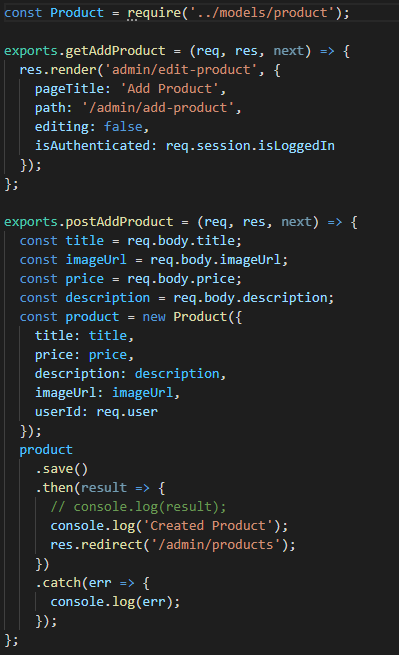 const Product = require('../models/product');
exports.getAddProduct = (req, res, next) => {
res.render('admin/edit-product', {
pageTitle: 'Add Product',
path: '/admin/add-product',
editing: false,
isAuthenticated: req.session.isLoggedIn
});
};
exports.postAddProduct = (req, res, next) => {
const title = req.body.title;
const imageUrl = req.body.imageUrl;
const price = req.body.price;
const description = req.body.description;
const product = new Product({
title: title,
price: price,
description: description,
imageUrl: imageUrl,
userId: req.user
});
product
.save()
.then(result => {
// console.log(result);
console.log('Created Product');
res.redirect('/admin/products');
})
.catch(err => {
console.log(err);
});
};